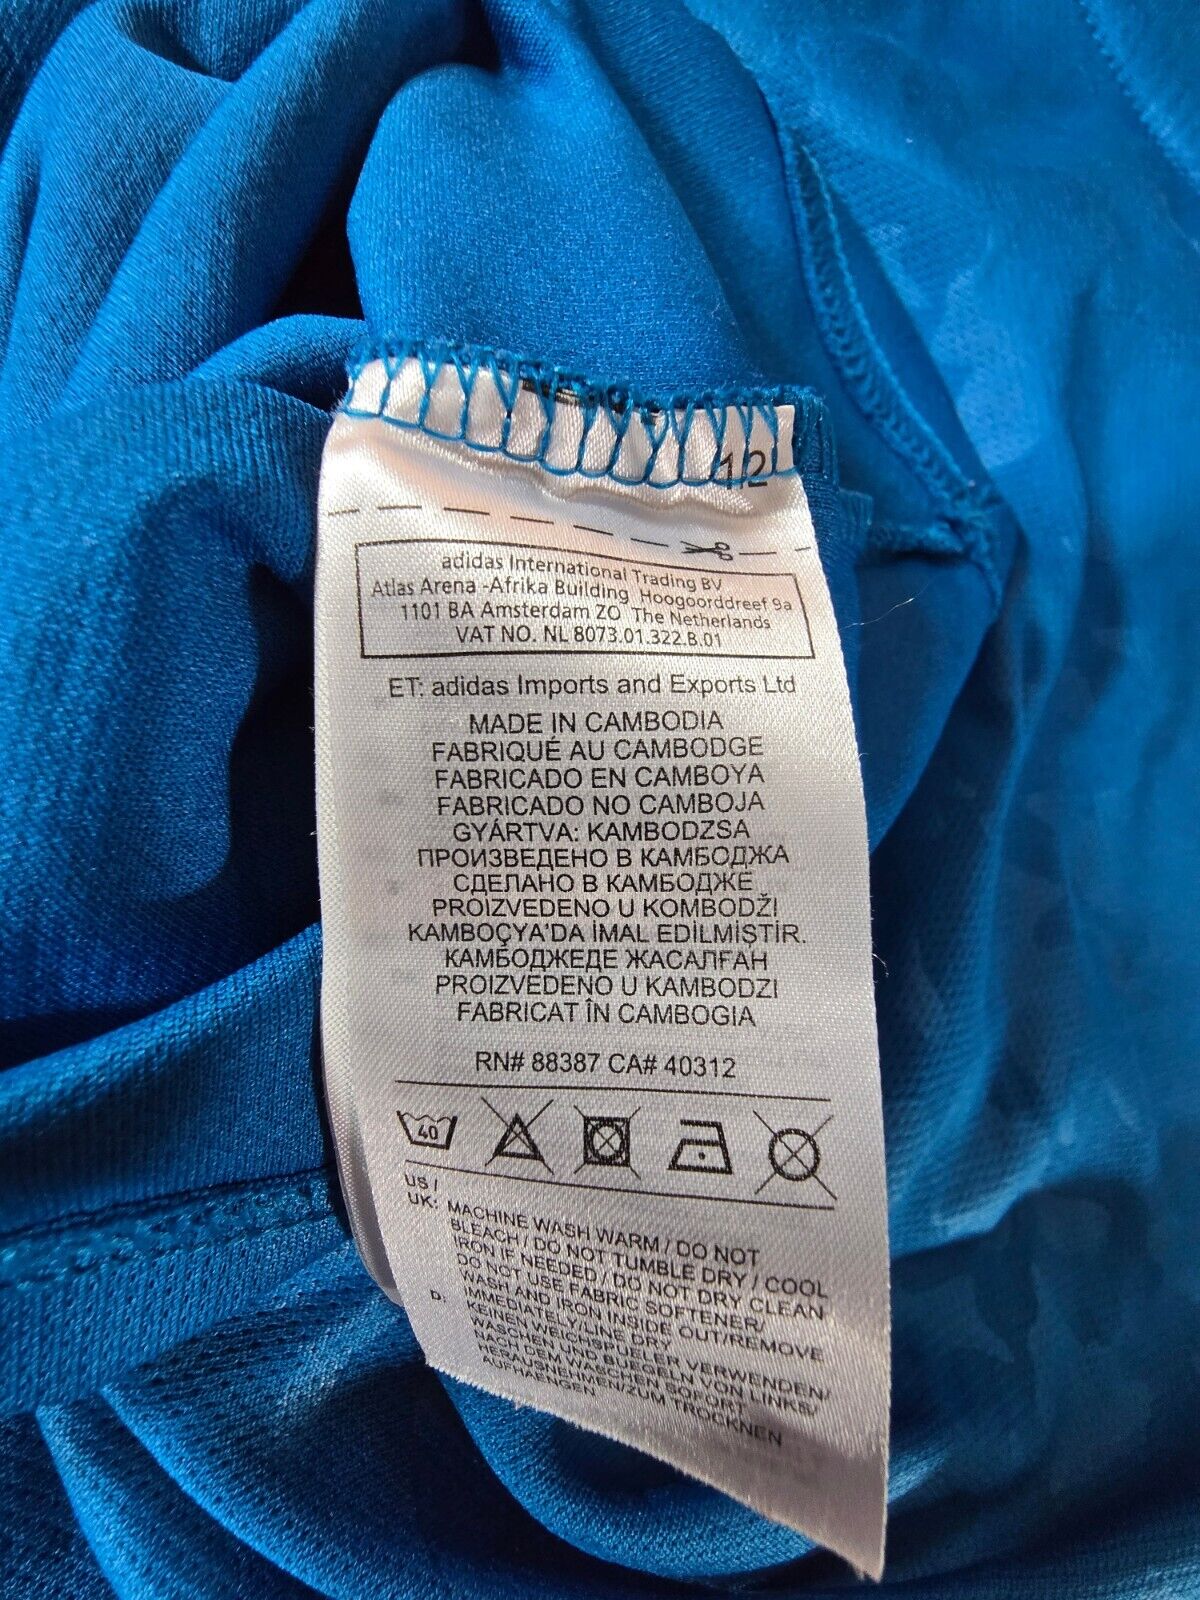 12
adidas International Trading BV
Atlas Arena -Afrika Building Hoogoorddreef 9a
1101 BA Amsterdam ZO The Netherlands
VAT NO. NL 8073.01.322.B.01
ET: adidas Imports and Exports Ltd
MADE IN CAMBODIA
FABRIQUÉ AU CAMBODGE
FABRICADO EN CAMBOYA
FABRICADO NO CAMBOJA
GYÁRTVA: KAMBODZSA
ПРОИЗВЕДЕНО В КАМБОДЖА
СДЕЛАНО В КАМБОДЖЕ
PROIZVEDENO U KOMBODŽI
KAMBOÇYA'DA İMAL EDİLMİŞTİR.
КАМБОДЖЕДЕ ЖАСАЛҒАН
PROIZVEDENO U KAMBODZI
FABRICAT ÎN CAMBOGIA
RN# 88387 CA# 40312
40
US /
UK: MACHINE WASH WARM / DO NOT
BLEACH / DO NOT TUMBLE DRY / COOL
IRON IF NEEDED / DO NOT DRY CLEAN
DO NOT USE FABRIC SOFTENER/
WASH AND IRON INSIDE OUT/REMOVE
IMMEDIATELY/LINE DRY
D: KEINEN WEICHSPUELER VERWENDEN/
WASCHEN UND BUEGELN VON LINKS/
NACH DEM WASCHEN SOFORT
HERAUSNEHMEN/ZUM TROCKNEN
AUFHAENGEN